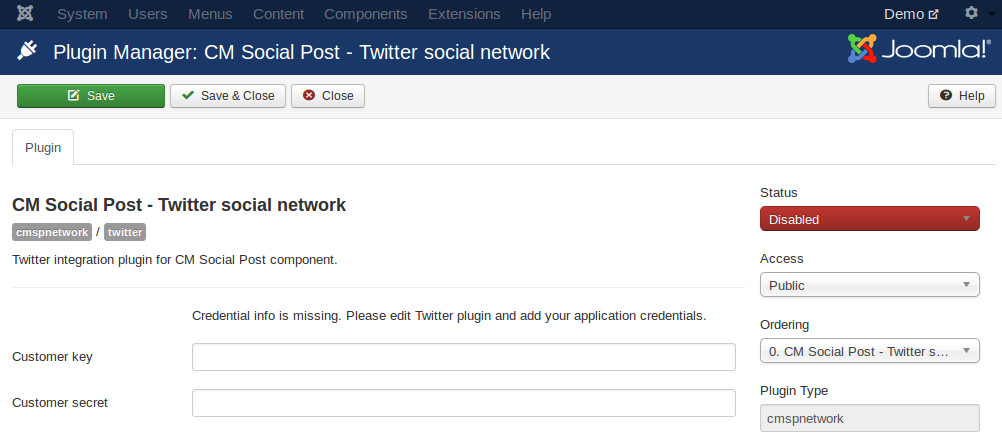 System Users Menus Content Components Extensions Help Demo
Plugin Manager: CM Social Post - Twitter social network Joomla!®
Save Save & Close Close Help
Plugin
CM Social Post - Twitter social network
cmspnetwork / twitter
Twitter integration plugin for CM Social Post component.
Credential info is missing. Please edit Twitter plugin and add your application credentials.
Customer key
Customer secret
Status
Disabled
Access
Public
Ordering
0. CM Social Post - Twitter s...
Plugin Type
cmspnetwork